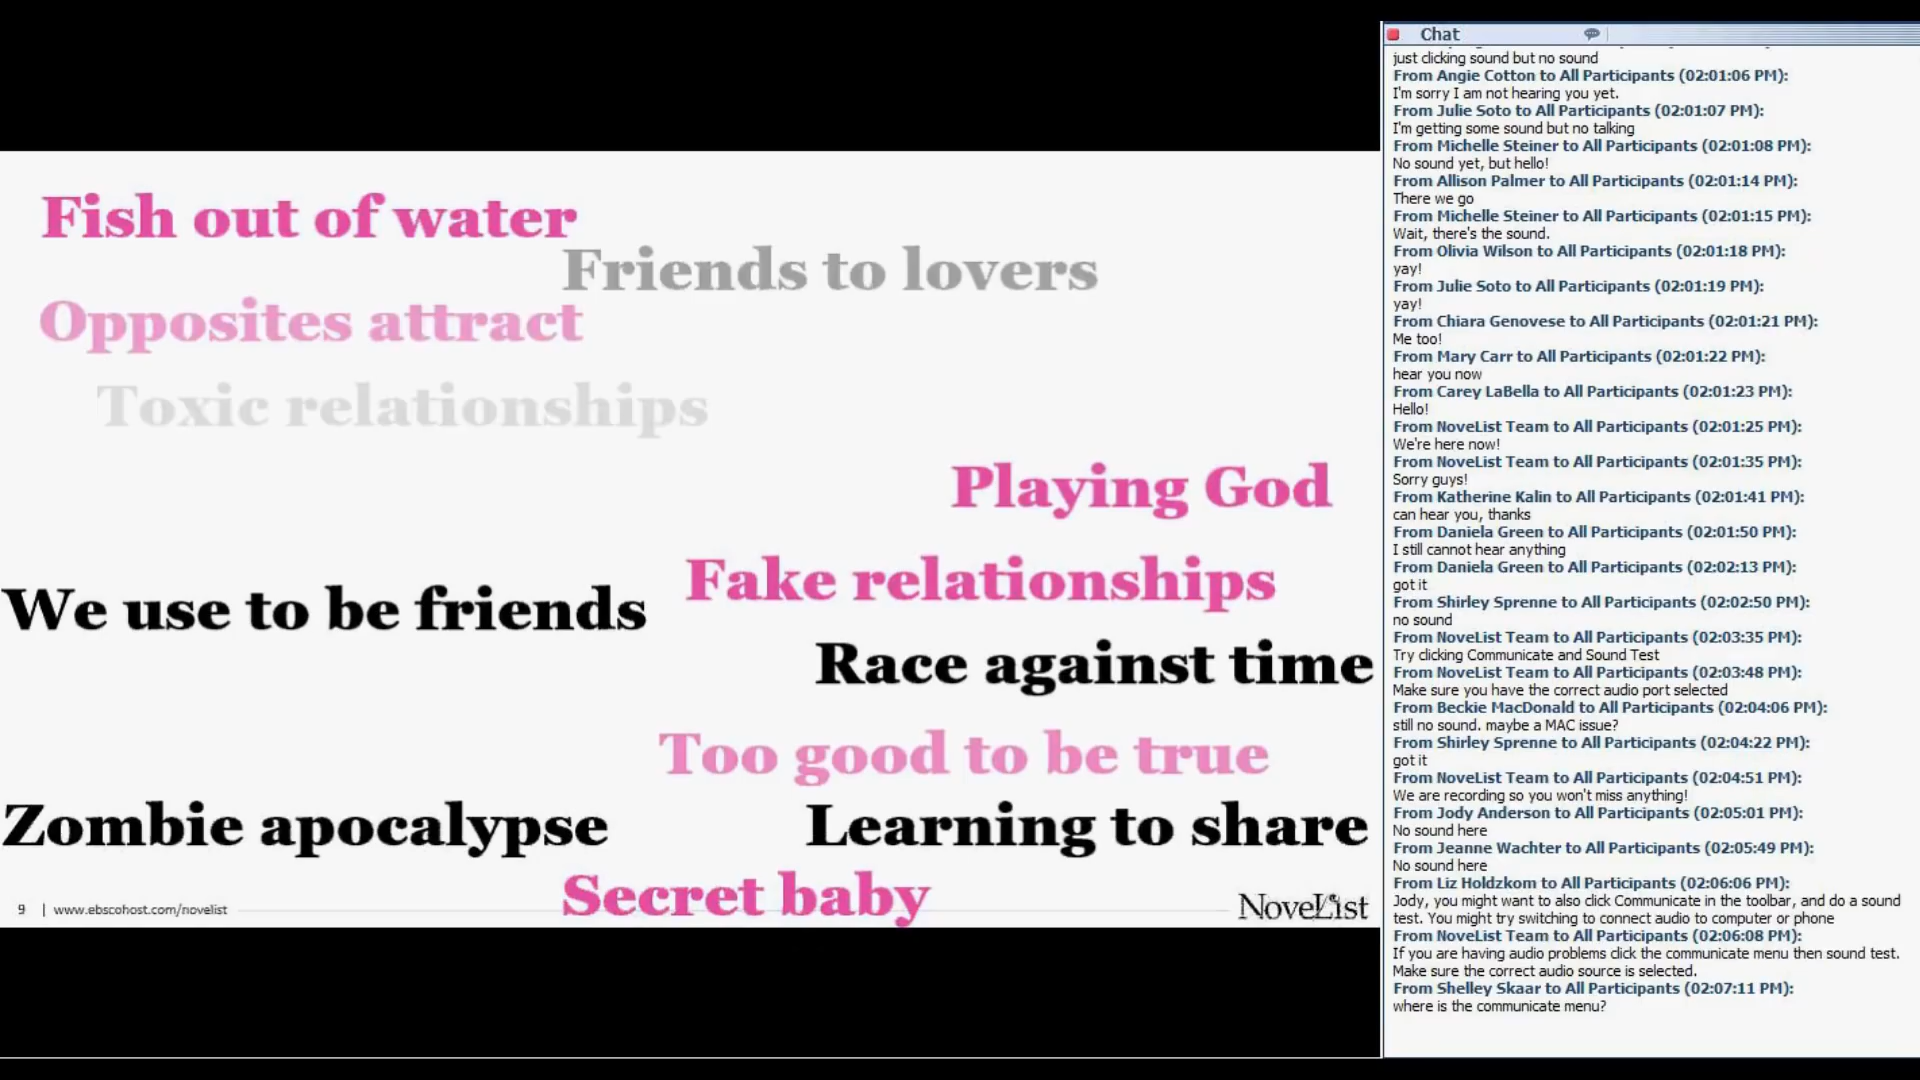 Fish out of water
Friends to lovers
Opposites attract
Toxic relationships
Playing God
Fake relationships
We use to be friends
Race against time
Too good to be true
Zombie apocalypse
Learning to share
Secret baby
9 | www.ebscohost.com/novelist
NoveList
Chat
just clicking sound but no sound
From Angie Cotton to All Participants (02:01:06 PM):
I'm sorry I am not hearing you yet.
From Julie Soto to All Participants (02:01:07 PM):
I'm getting some sound but no talking
From Michelle Steiner to All Participants (02:01:08 PM):
No sound yet, but hello!
From Allison Palmer to All Participants (02:01:14 PM):
There we go
From Michelle Steiner to All Participants (02:01:15 PM):
Wait, there's the sound.
From Olivia Wilson to All Participants (02:01:18 PM):
yay!
From Julie Soto to All Participants (02:01:19 PM):
yay!
From Chiara Genovese to All Participants (02:01:21 PM):
Me too!
From Mary Carr to All Participants (02:01:22 PM):
hear you now
From Carey LaBella to All Participants (02:01:23 PM):
Hello!
From NoveList Team to All Participants (02:01:25 PM):
We're here now!
From NoveList Team to All Participants (02:01:35 PM):
Sorry guys!
From Katherine Kalin to All Participants (02:01:41 PM):
can hear you, thanks
From Daniela Green to All Participants (02:01:50 PM):
I still cannot hear anything
From Daniela Green to All Participants (02:02:13 PM):
got it
From Shirley Sprenne to All Participants (02:02:50 PM):
no sound
From NoveList Team to All Participants (02:03:35 PM):
Try clicking Communicate and Sound Test
From NoveList Team to All Participants (02:03:48 PM):
Make sure you have the correct audio port selected
From Beckie MacDonald to All Participants (02:04:06 PM):
still no sound. maybe a MAC issue?
From Shirley Sprenne to All Participants (02:04:22 PM):
got it
From NoveList Team to All Participants (02:04:51 PM):
We are recording so you won't miss anything!
From Jody Anderson to All Participants (02:05:01 PM):
No sound here
From Jeanne Wachter to All Participants (02:05:49 PM):
No sound here
From Liz Holdzkom to All Participants (02:06:06 PM):
Jody, you might want to also click Communicate in the toolbar, and do a sound
test. You might try switching to connect audio to computer or phone
From NoveList Team to All Participants (02:06:08 PM):
If you are having audio problems click the communicate menu then sound test.
Make sure the correct audio source is selected.
From Shelley Skaar to All Participants (02:07:11 PM):
where is the communicate menu?